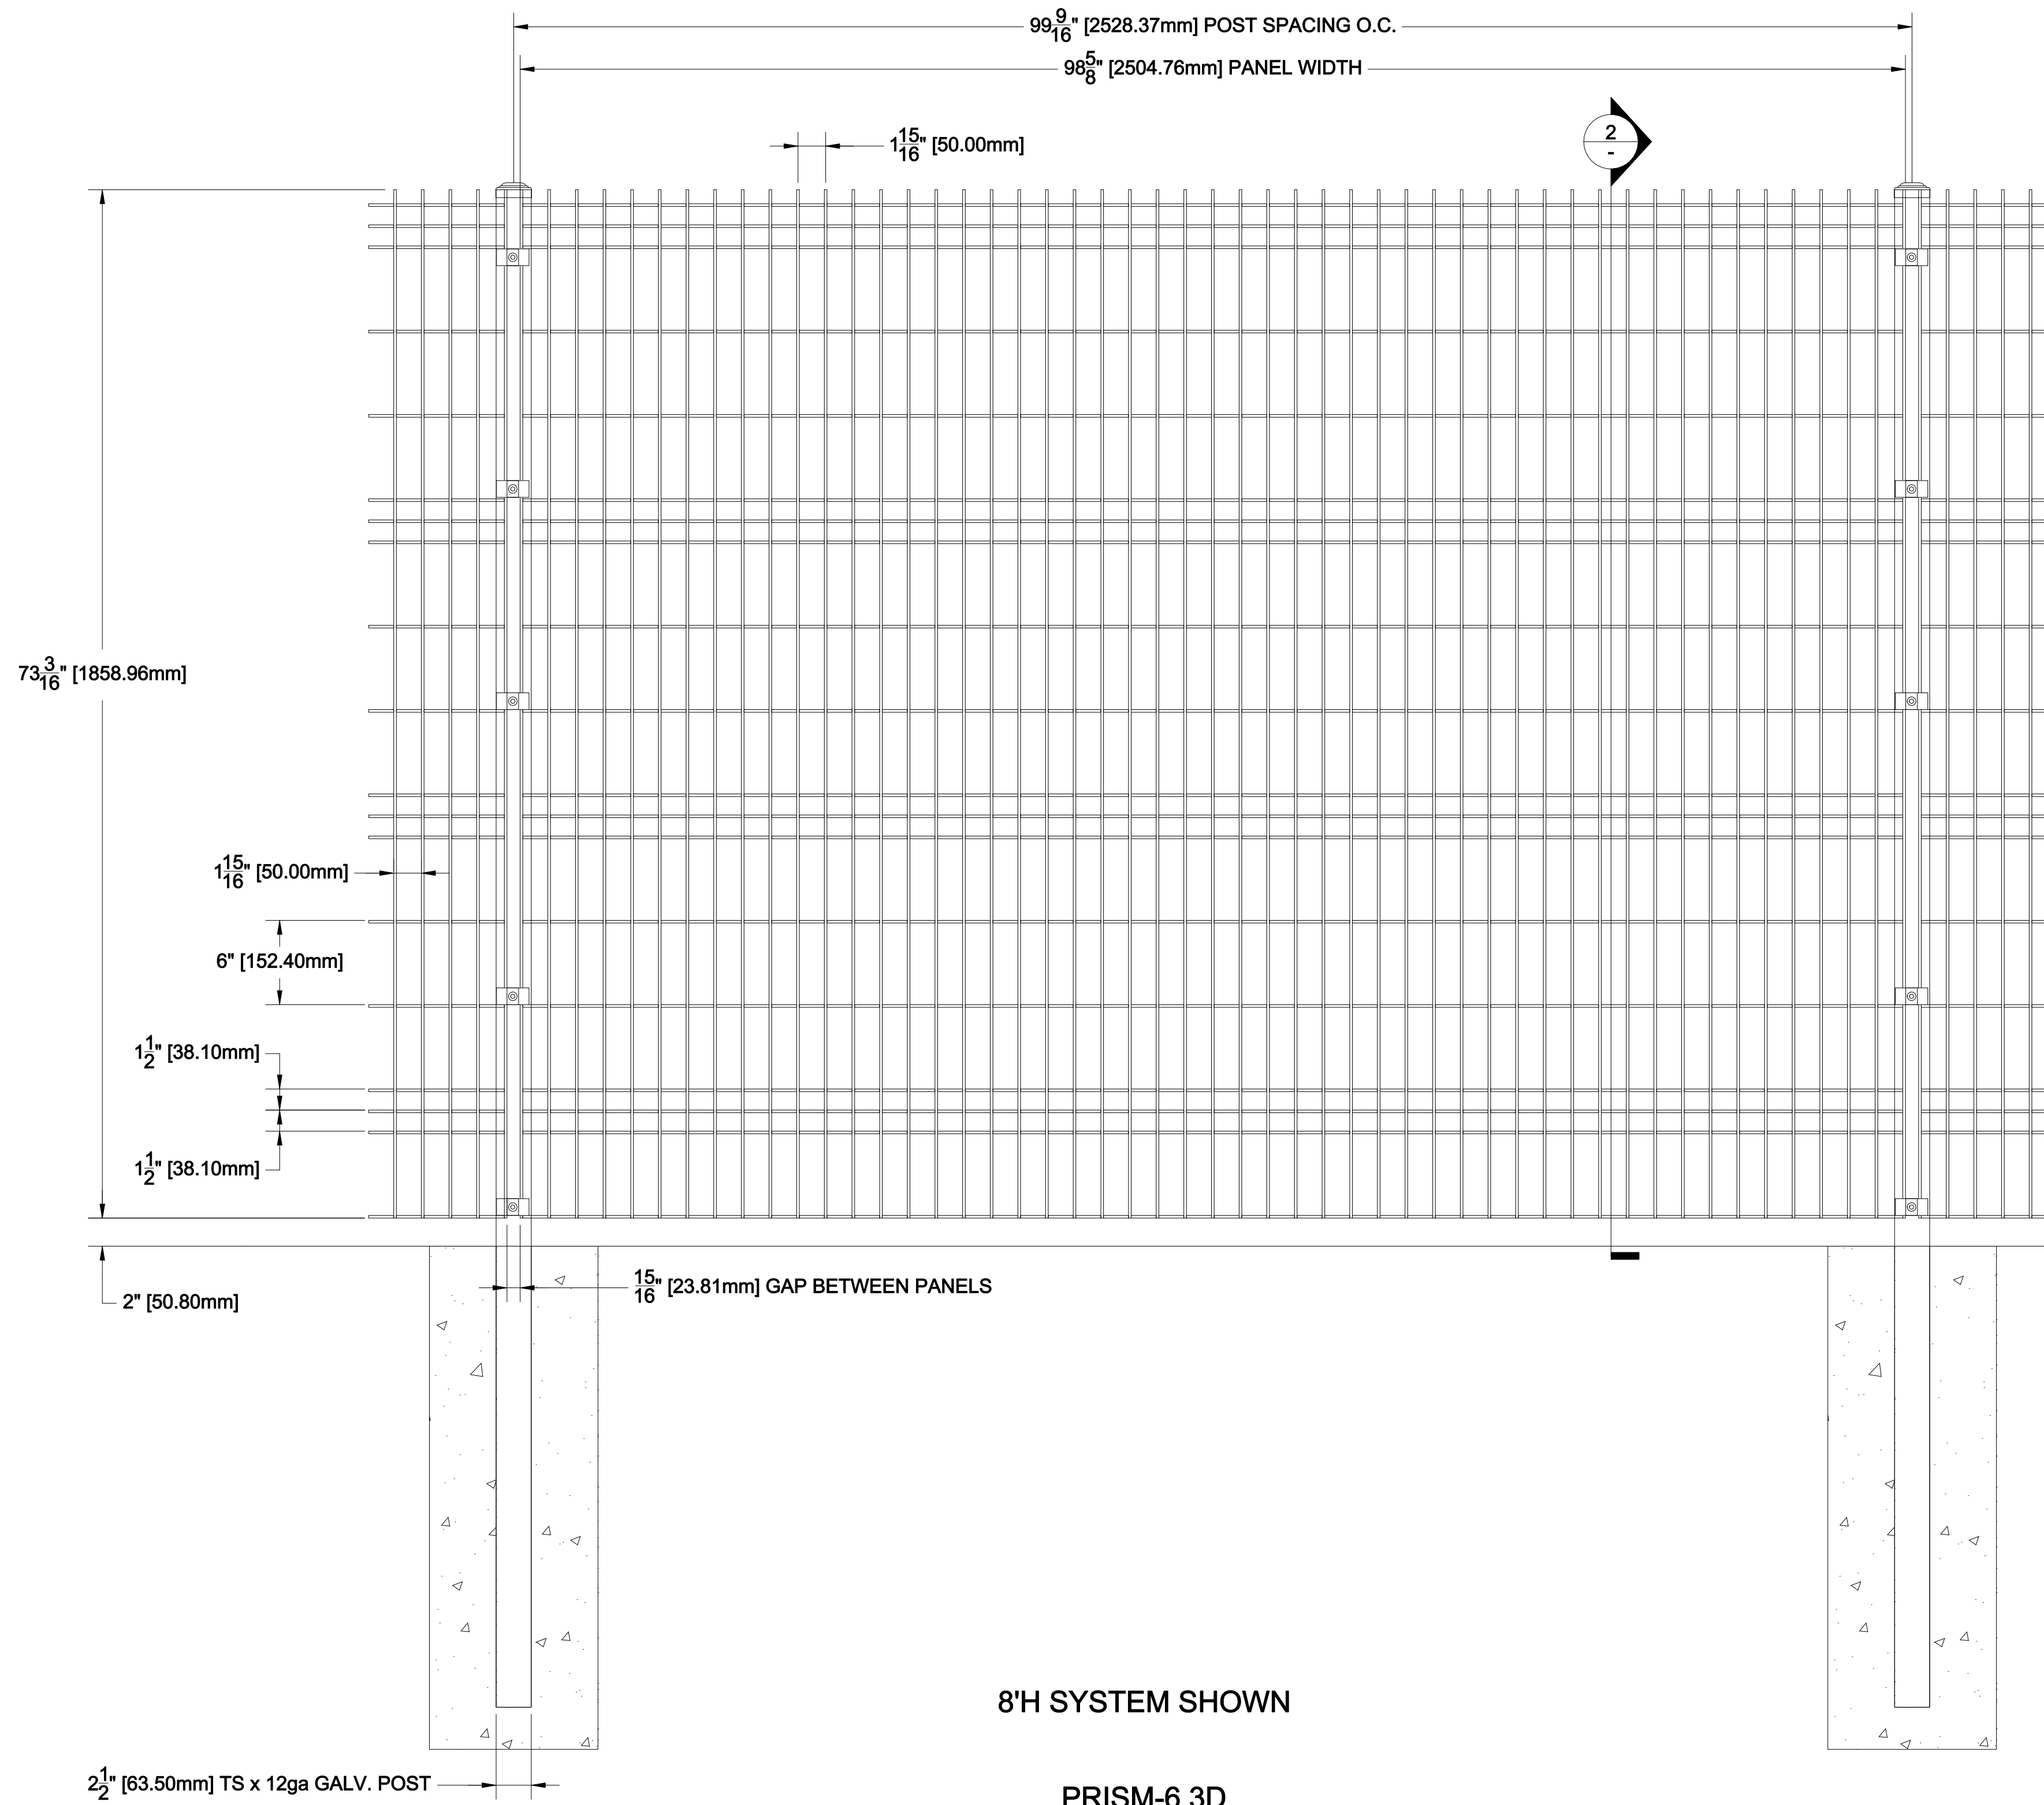 99 9/16" [2528.37mm] POST SPACING O.C.
98 5/8" [2504.76mm] PANEL WIDTH
1 15/16" [50.00mm]
2
-
73 3/16" [1858.96mm]
1 15/16" [50.00mm]
6" [152.40mm]
1 1/2" [38.10mm]
1 1/2" [38.10mm]
15/16" [23.81mm] GAP BETWEEN PANELS
2" [50.80mm]
8'H SYSTEM SHOWN
2 1/2" [63.50mm] TS x 12ga GALV. POST
PRISM-6 3D